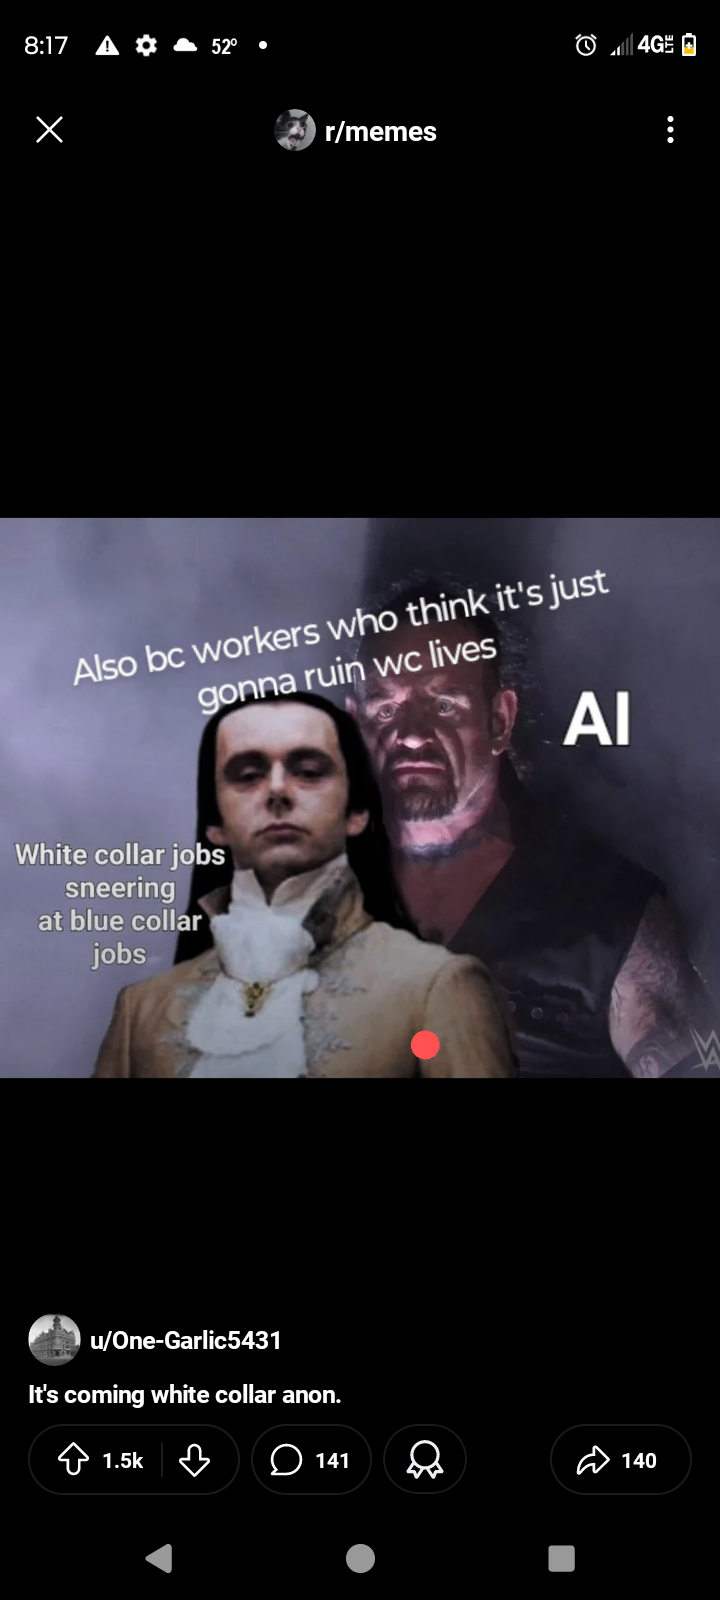 8:17 52° 4G LTE
r/memes
Also bc workers who think it's just
gonna ruin wc lives
AI
White collar jobs
sneering
at blue collar
jobs
u/One-Garlic5431
It's coming white collar anon.
1.5k 141 140